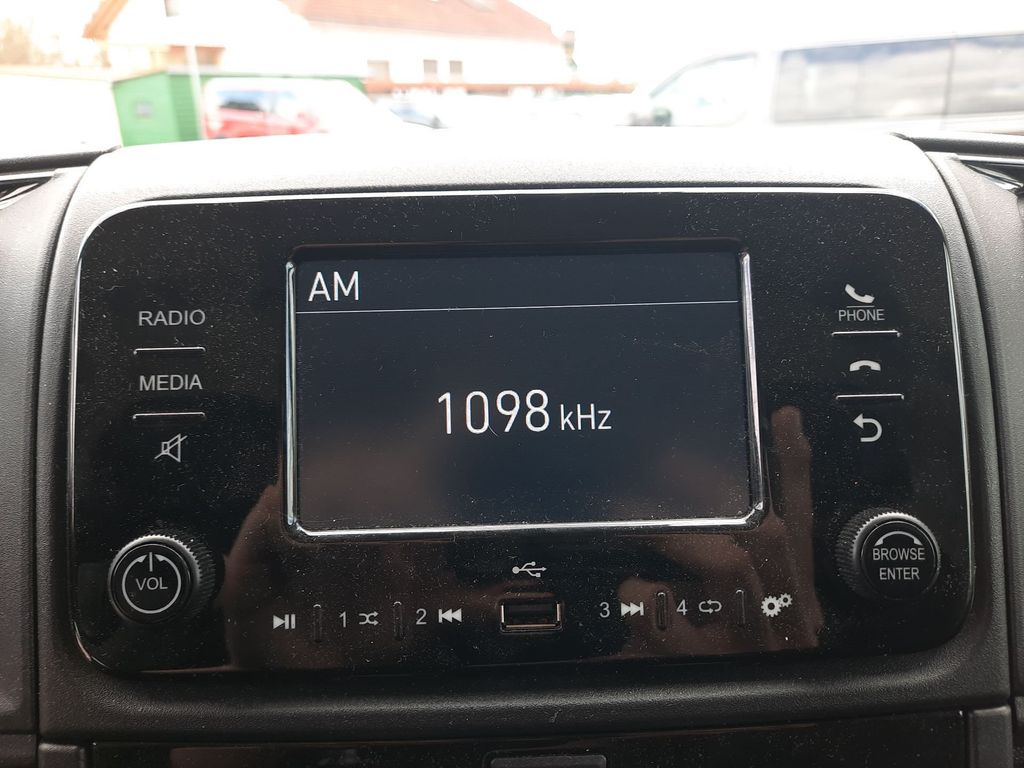 AM
RADIO
MEDIA
1098 kHz
PHONE
VOL
BROWSE
ENTER
1
2
3
4